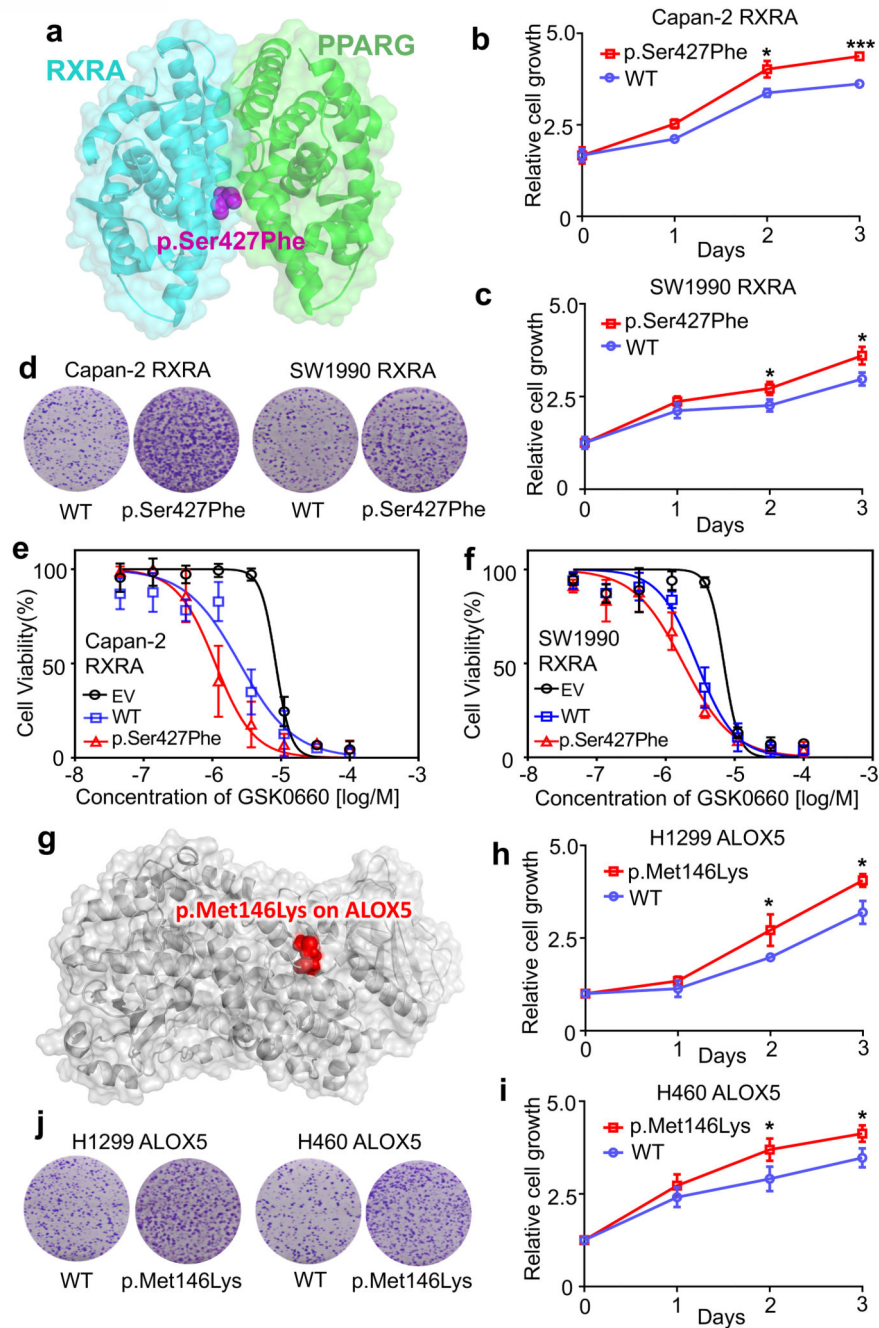 a
RXRA
PPARG
p.Ser427Phe
b
Capan-2 RXRA
p.Ser427Phe
WT
*
***
Relative cell growth
5.0
2.5
0
0 1 2 3
Days
c
SW1990 RXRA
p.Ser427Phe
WT
*
*
Relative cell growth
5.0
2.5
0
0 1 2 3
Days
d
Capan-2 RXRA
SW1990 RXRA
WT
p.Ser427Phe
WT
p.Ser427Phe
e
Cell Viability(%)
100
50
0
Capan-2
RXRA
EV
WT
p.Ser427Phe
-8 -7 -6 -5 -4 -3
Concentration of GSK0660 [log/M]
f
Cell Viability(%)
100
50
0
SW1990
RXRA
EV
WT
p.Ser427Phe
-8 -7 -6 -5 -4 -3
Concentration of GSK0660 [log/M]
g
p.Met146Lys on ALOX5
h
H1299 ALOX5
p.Met146Lys
WT
*
*
Relative cell growth
5.0
2.5
0
0 1 2 3
Days
i
H460 ALOX5
p.Met146Lys
WT
*
*
Relative cell growth
5.0
2.5
0
0 1 2 3
Days
j
H1299 ALOX5
H460 ALOX5
WT
p.Met146Lys
WT
p.Met146Lys